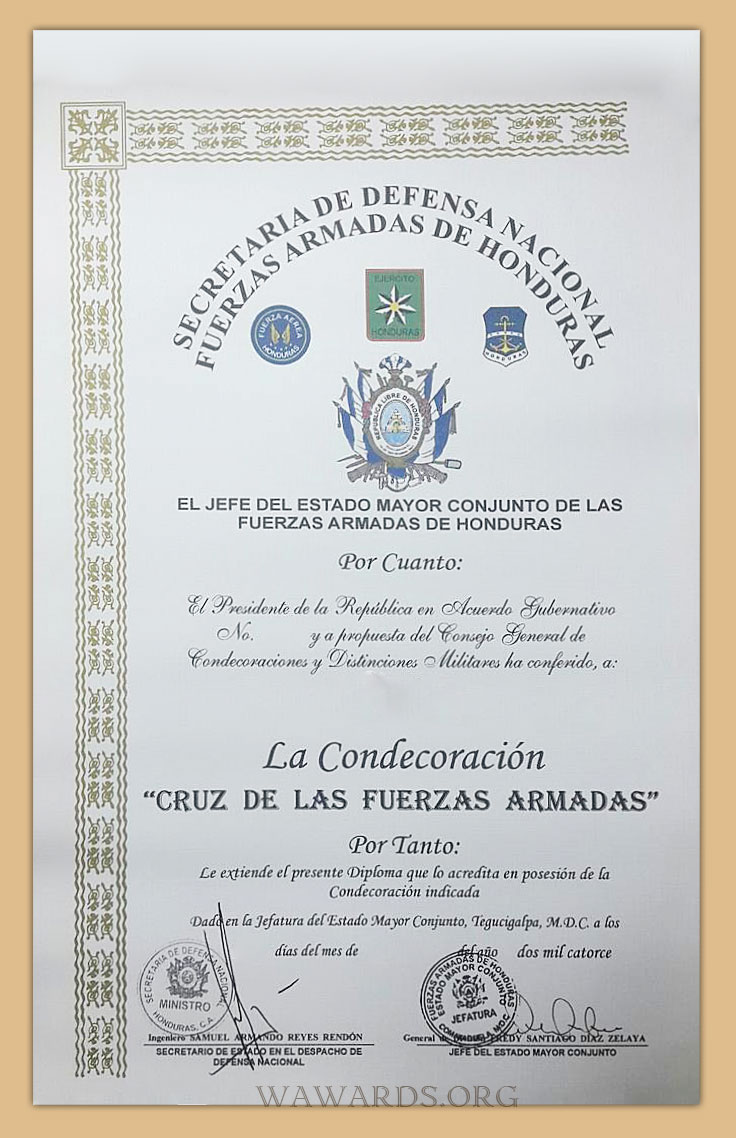 SECRETARIA DE DEFENSA NACIONAL
FUERZAS ARMADAS DE HONDURAS
FUERZA AEREA
HONDURAS
EJERCITO
HONDURAS
HONDURAS
REPUBLICA LIBRE DE HONDURAS
EL JEFE DEL ESTADO MAYOR CONJUNTO DE LAS
FUERZAS ARMADAS DE HONDURAS
Por Cuanto:
El Presidente de la República en Acuerdo Gubernativo
No. y a propuesta del Consejo General de
Condecoraciones y Distinciones Militares ha conferido, a:
La Condecoración
“CRUZ DE LAS FUERZAS ARMADAS”
Por Tanto:
Le extiende el presente Diploma que lo acredita en posesión de la
Condecoración indicada
Dado en la Jefatura del Estado Mayor Conjunto, Tegucigalpa, M.D.C. a los
días del mes de del año dos mil catorce
SECRETARIA DE DEFENSA NACIONAL
MINISTRO
HONDURAS, C.A.
FUERZAS ARMADAS DE HONDURAS
ESTADO MAYOR CONJUNTO
JEFATURA
Ingeniero SAMUEL ARMANDO REYES RENDÓN
SECRETARIO DE ESTADO EN EL DESPACHO DE
DEFENSA NACIONAL
General de FREDY SANTIAGO DIAZ ZELAYA
JEFE DEL ESTADO MAYOR CONJUNTO
WAWARDS.ORG